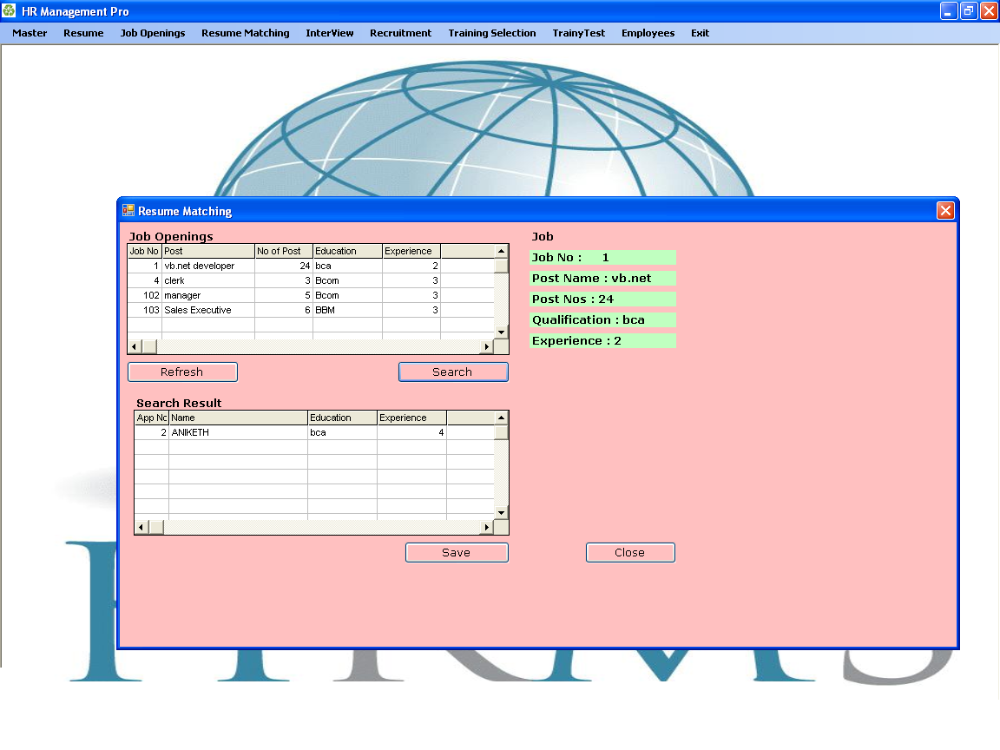 HR Management Pro
Master Resume Job Openings Resume Matching InterView Recruitment Training Selection TrainyTest Employees Exit
Resume Matching
Job Openings
Job No Post No of Post Education Experience
1 vb.net developer 24 bca 2
4 clerk 3 Bcom 3
102 manager 5 Bcom 3
103 Sales Executive 6 BBM 3
Refresh Search
Job
Job No : 1
Post Name : vb.net
Post Nos : 24
Qualification : bca
Experience : 2
Search Result
App No Name Education Experience
2 ANIKETH bca 4
Save Close
HRMS